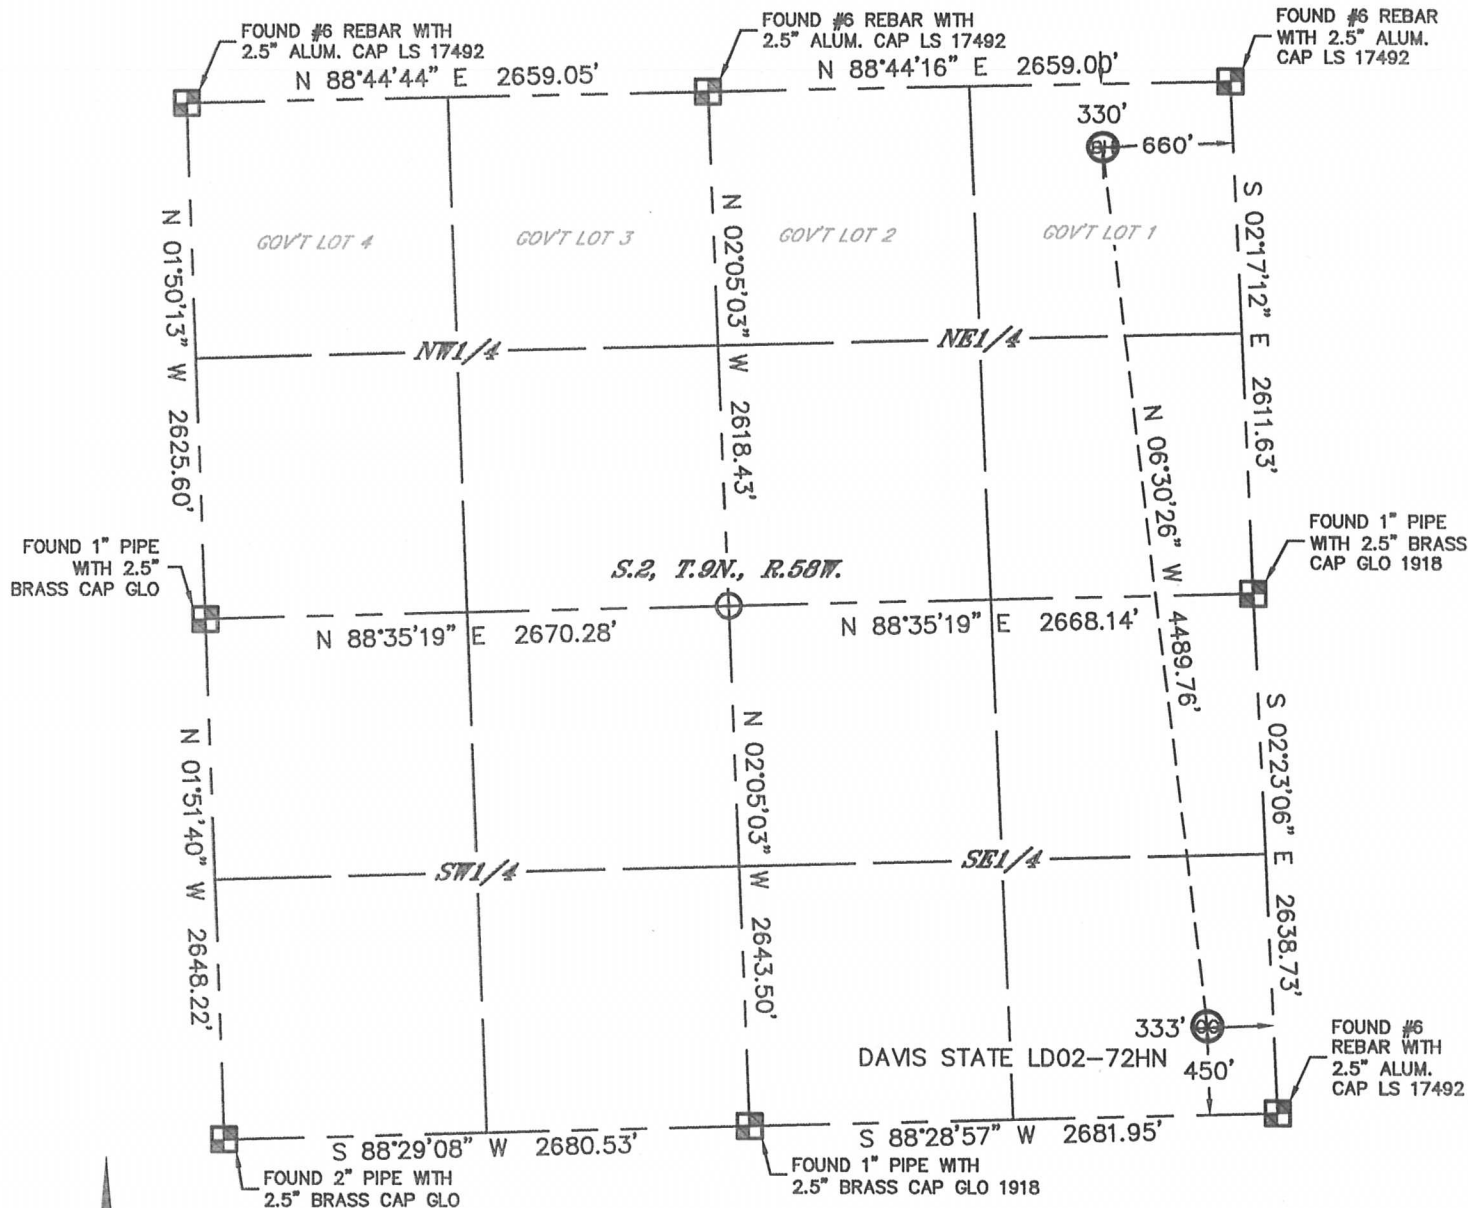 FOUND #6 REBAR WITH
2.5" ALUM. CAP LS 17492
FOUND #6 REBAR WITH
2.5" ALUM. CAP LS 17492
FOUND #6 REBAR
WITH 2.5" ALUM.
CAP LS 17492
N 88°44'44" E 2659.05'
N 88°44'16" E 2659.00'
330'
BH
660'
N 01°50'13" W 2625.60'
GOV'T LOT 4
GOV'T LOT 3
N 02°05'03" W 2618.43'
GOV'T LOT 2
GOV'T LOT 1
S 02°17'12" E 2611.63'
NW1/4
NE1/4
N 06°30'26" W 4489.76'
FOUND 1" PIPE
WITH 2.5"
BRASS CAP GLO
S.2, T.9N., R.58W.
FOUND 1" PIPE
WITH 2.5" BRASS
CAP GLO 1918
N 88°35'19" E 2670.28'
N 88°35'19" E 2668.14'
N 01°51'40" W 2648.22'
N 02°05'03" W 2643.50'
S 02°23'06" E 2638.73'
SW1/4
SE1/4
333'
DAVIS STATE LD02-72HN
450'
FOUND #6
REBAR WITH
2.5" ALUM.
CAP LS 17492
S 88°29'08" W 2680.53'
S 88°28'57" W 2681.95'
FOUND 2" PIPE WITH
2.5" BRASS CAP GLO
FOUND 1" PIPE WITH
2.5" BRASS CAP GLO 1918